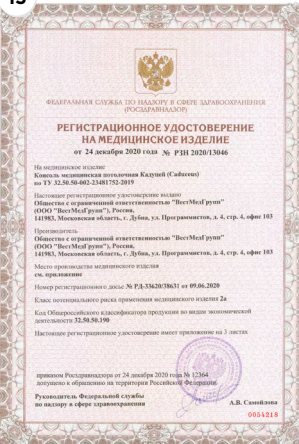 ФЕДЕРАЛЬНАЯ СЛУЖБА ПО НАДЗОРУ В СФЕРЕ ЗДРАВООХРАНЕНИЯ
(РОСЗДРАВНАДЗОР)
РЕГИСТРАЦИОННОЕ УДОСТОВЕРЕНИЕ
НА МЕДИЦИНСКОЕ ИЗДЕЛИЕ
от 24 декабря 2020 года № РЗН 2020/13046
На медицинское изделие
Консоль медицинская потолочная Кадуцей (Caduceus)
по ТУ 32.50.50-002-23481752-2019
Настоящее регистрационное удостоверение выдано
Общество с ограниченной ответственностью "ВестМедГрупп"
(ООО "ВестМедГрупп"), Россия,
141983, Московская область, г. Дубна, ул. Программистов, д. 4, стр. 4, офис 103
Производитель
Общество с ограниченной ответственностью "ВестМедГрупп"
(ООО "ВестМедГрупп"), Россия,
141983, Московская область, г. Дубна, ул. Программистов, д. 4, стр. 4, офис 103
Место производства медицинского изделия
см. приложение
Номер регистрационного досье № РД-33620/38631 от 09.06.2020
Класс потенциального риска применения медицинского изделия 2а
Код Общероссийского классификатора продукции по видам экономической
деятельности 32.50.50.190
Настоящее регистрационное удостоверение имеет приложение на 3 листах
приказом Росздравнадзора от 24 декабря 2020 года № 12364
допущено к обращению на территории Российской Федерации.
Руководитель Федеральной службы
по надзору в сфере здравоохранения
А.В. Самойлова
0054218